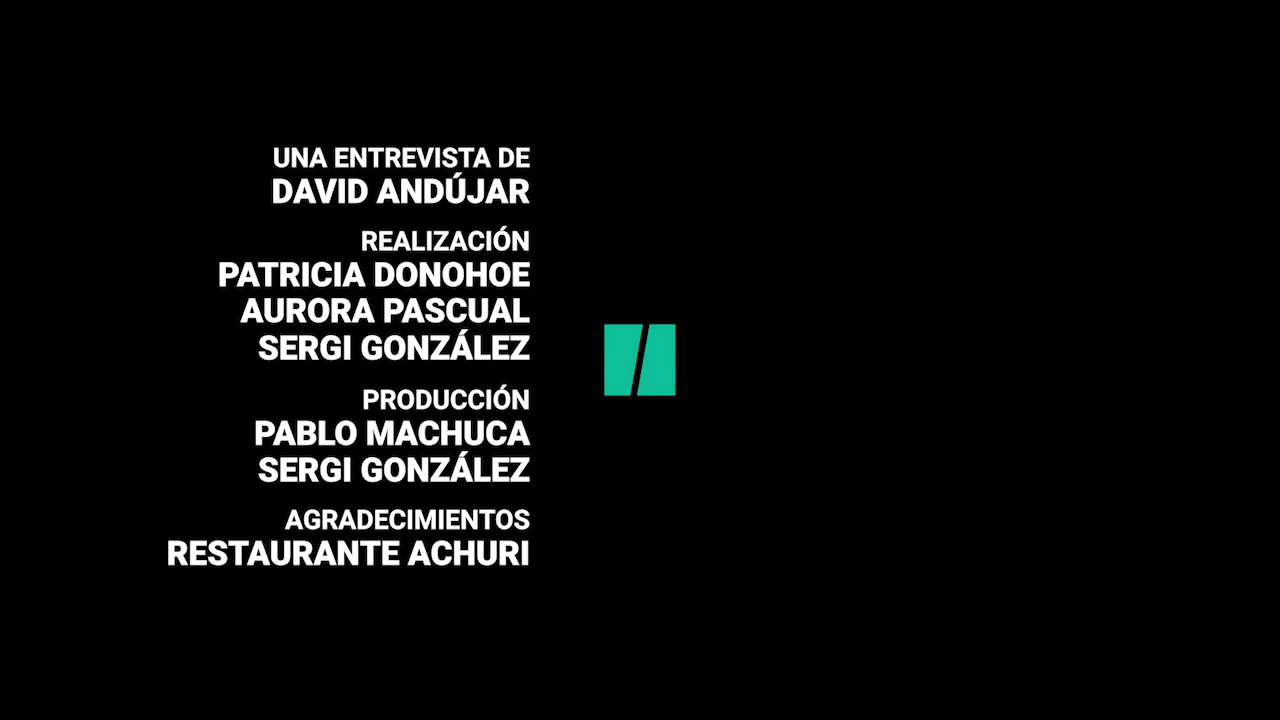 UNA ENTREVISTA DE
DAVID ANDÚJAR
REALIZACIÓN
PATRICIA DONOHOE
AURORA PASCUAL
SERGI GONZÁLEZ
PRODUCCIÓN
PABLO MACHUCA
SERGI GONZÁLEZ
AGRADECIMIENTOS
RESTAURANTE ACHURI